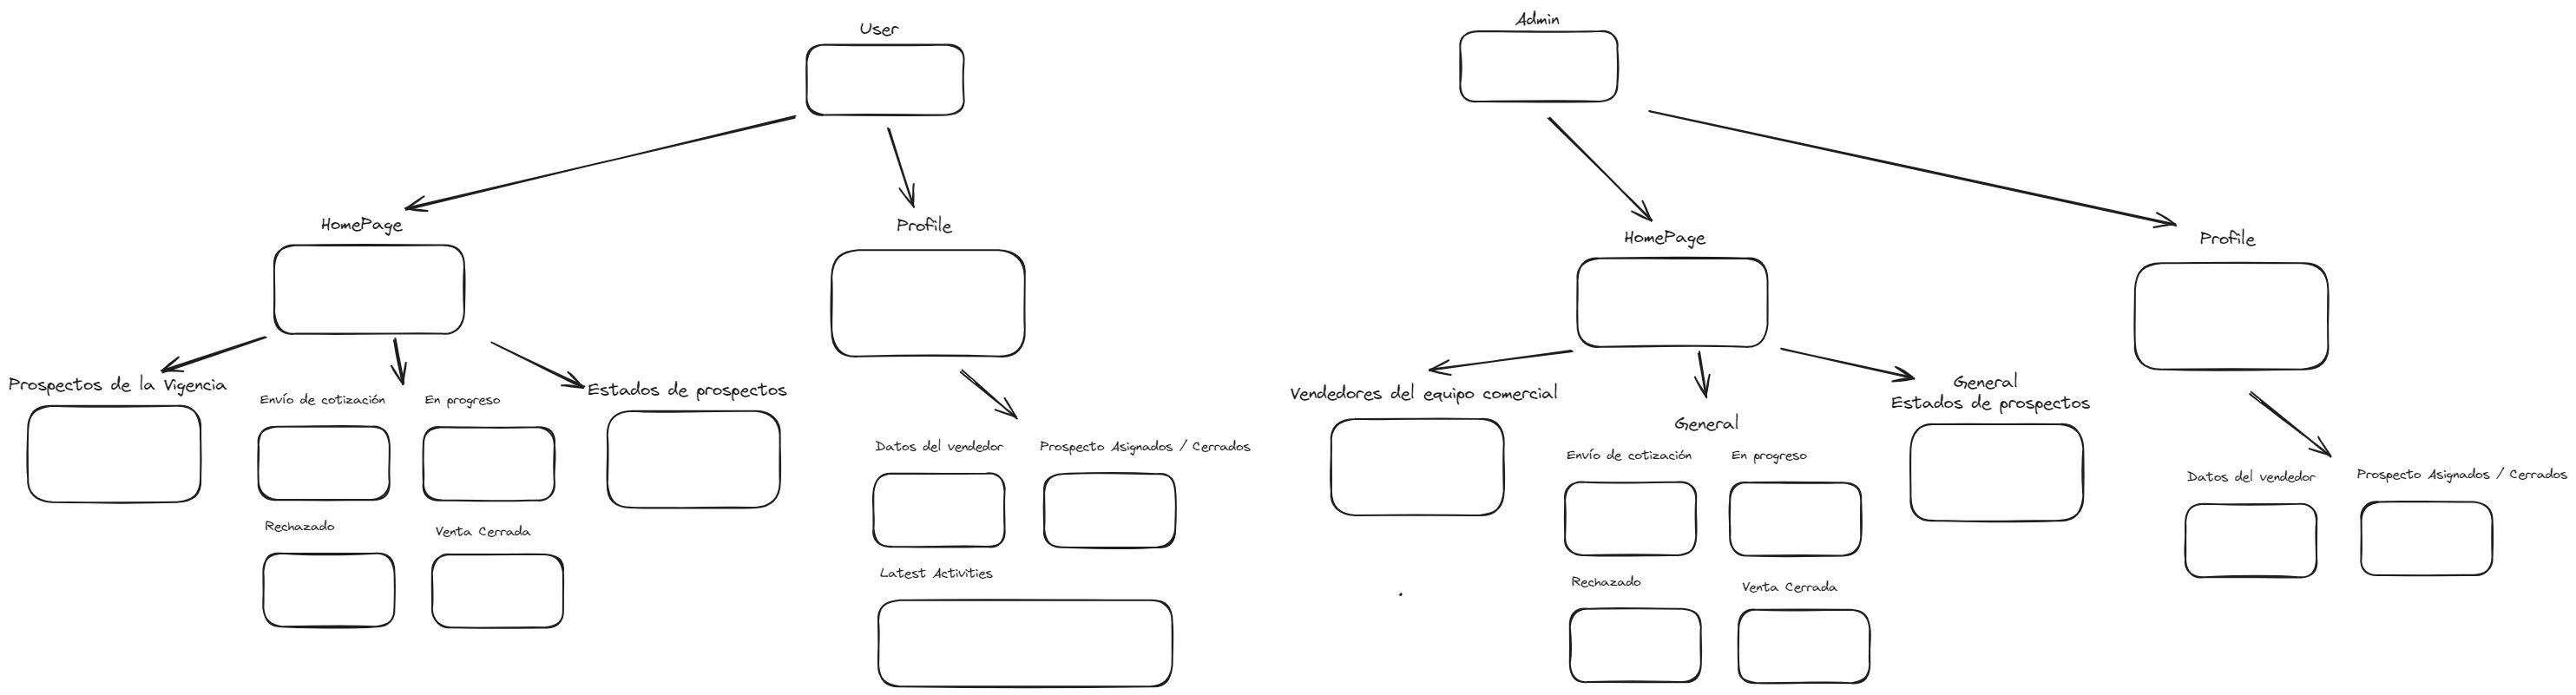 User
HomePage
Profile
Prospectos de la Vigencia
Envío de cotización
En progreso
Rechazado
Venta Cerrada
Estados de prospectos
Datos del vendedor
Prospecto Asignados / Cerrados
Latest Activities
Admin
HomePage
Profile
Vendedores del equipo comercial
General
Envío de cotización
En progreso
Rechazado
Venta Cerrada
General
Estados de prospectos
Datos del vendedor
Prospecto Asignados / Cerrados